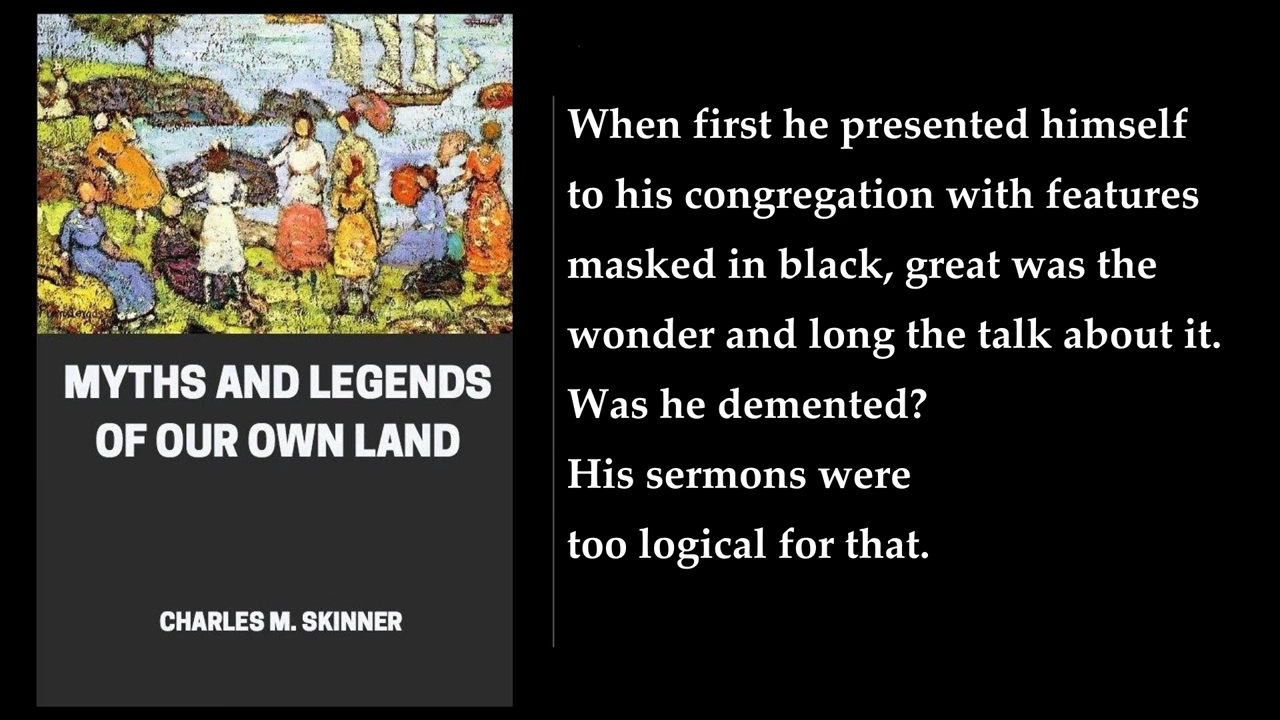 MYTHS AND LEGENDS
OF OUR OWN LAND
CHARLES M. SKINNER
When first he presented himself
to his congregation with features
masked in black, great was the
wonder and long the talk about it.
Was he demented?
His sermons were
too logical for that.